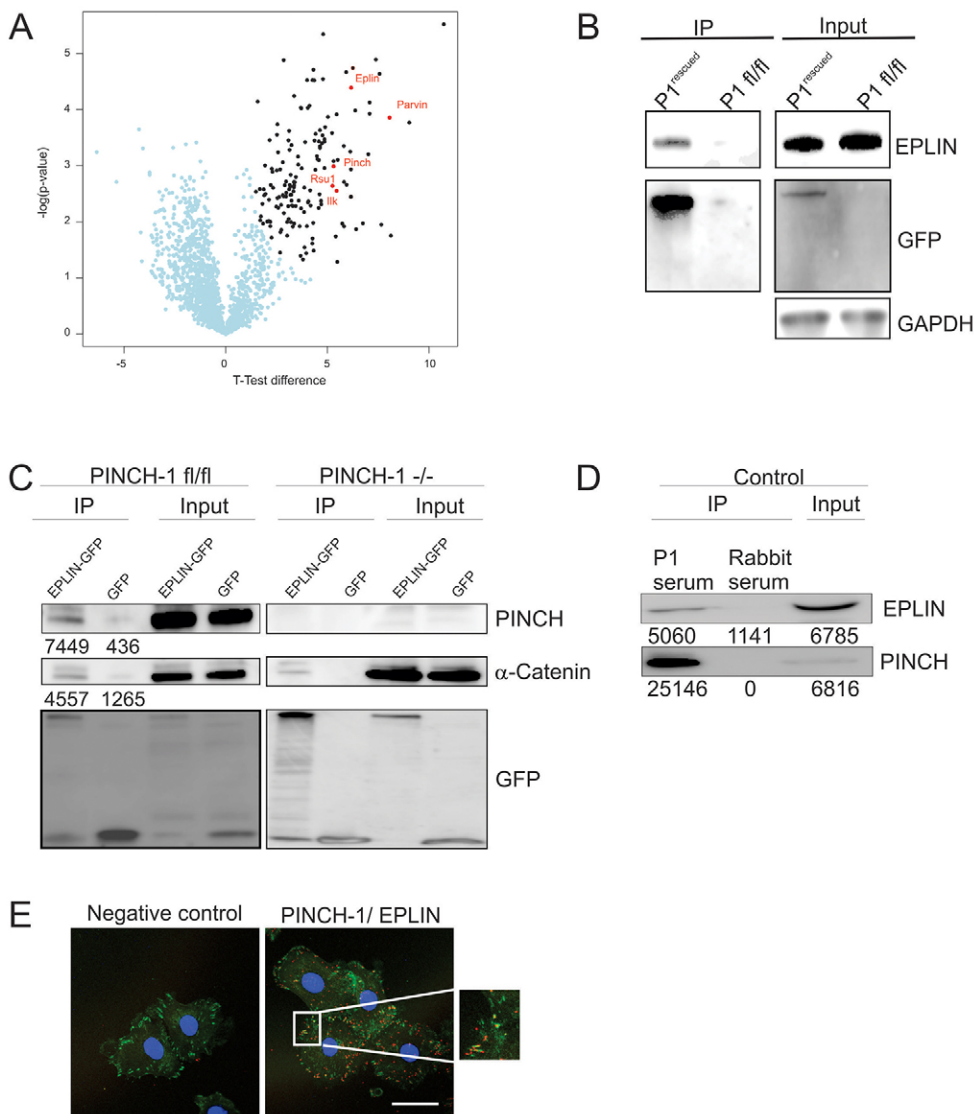 A
5
4
3
2
1
0
-log(p-value)
-5
0
5
10
T-Test difference
Eplin
Parvin
Pinch
Rsu1
Ilk
B
IP
Input
P1rescued
P1 fl/fl
P1rescued
P1 fl/fl
EPLIN
GFP
GAPDH
C
PINCH-1 fl/fl
PINCH-1 -/-
IP
Input
IP
Input
EPLIN-GFP
GFP
EPLIN-GFP
GFP
EPLIN-GFP
GFP
EPLIN-GFP
GFP
PINCH
7449 436
α-Catenin
4557 1265
GFP
D
Control
IP
Input
P1 serum
Rabbit serum
EPLIN
5060 1141 6785
PINCH
25146 0 6816
E
Negative control
PINCH-1/ EPLIN